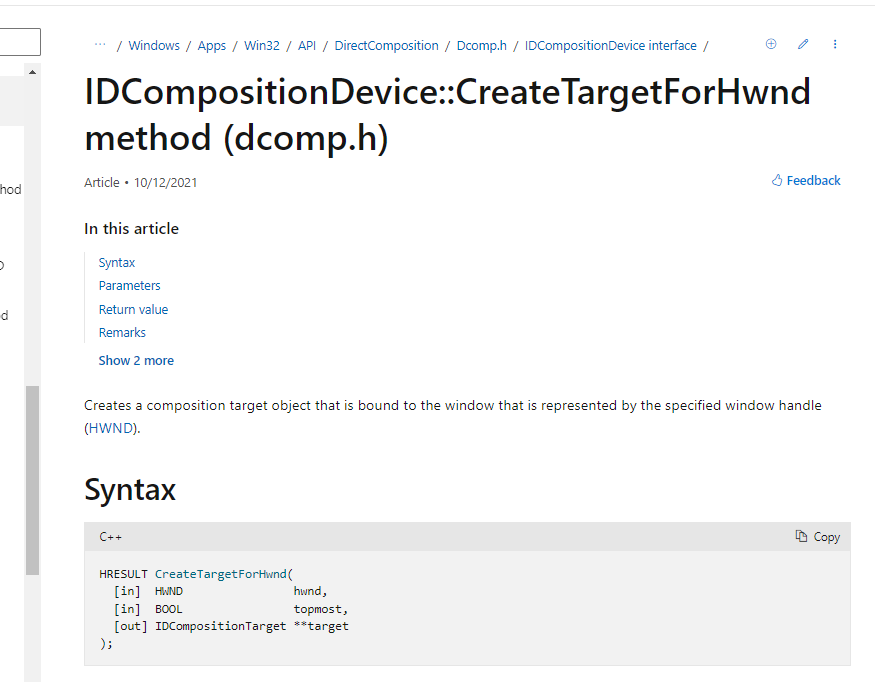 ··· / Windows / Apps / Win32 / API / DirectComposition / Dcomp.h / IDCompositionDevice interface /
IDCompositionDevice::CreateTargetForHwnd
method (dcomp.h)
Article • 10/12/2021
Feedback
hod
In this article
Syntax
Parameters
Return value
d
Remarks
Show 2 more
Creates a composition target object that is bound to the window that is represented by the specified window handle
(HWND).
Syntax
C++
Copy
HRESULT CreateTargetForHwnd(
[in] HWND hwnd,
[in] BOOL topmost,
[out] IDCompositionTarget **target
);